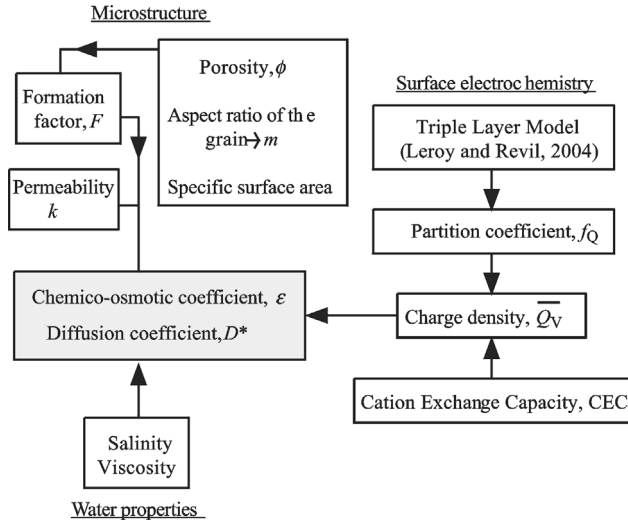 Microstructure
Porosity, ϕ
Aspect ratio of th e
grain→ m
Specific surface area
Formation
factor, F
Permeability
k
Surface electroc hemistry
Triple Layer Model
(Leroy and Revil, 2004)
Partition coefficient, fQ
Charge density, Q̅V
Cation Exchange Capacity, CEC
Chemico-osmotic coefficient, ε
Diffusion coefficient,D*
Salinity
Viscosity
Water properties